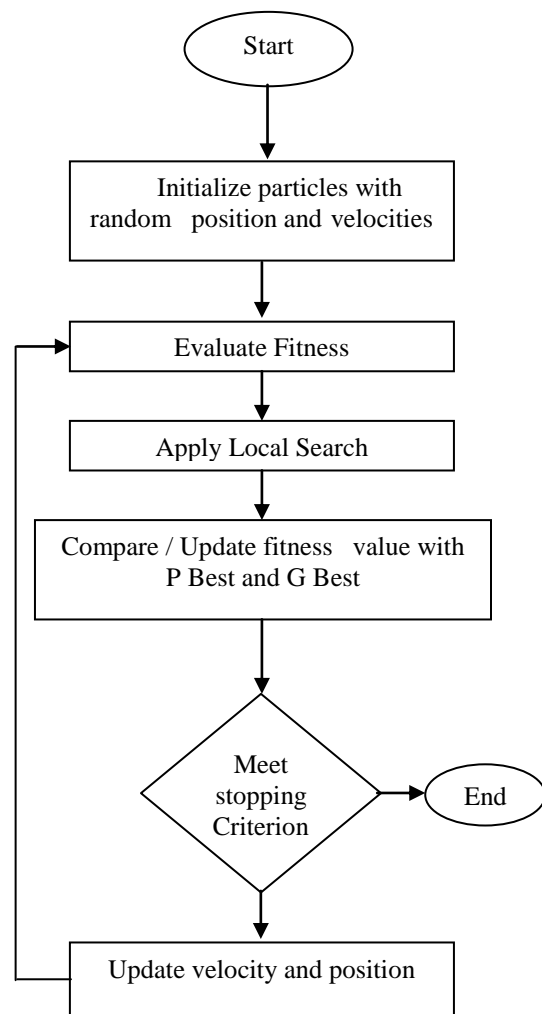 Start
Initialize particles with
random position and velocities
Evaluate Fitness
Apply Local Search
Compare / Update fitness value with
P Best and G Best
Meet
stopping
Criterion
End
Update velocity and position